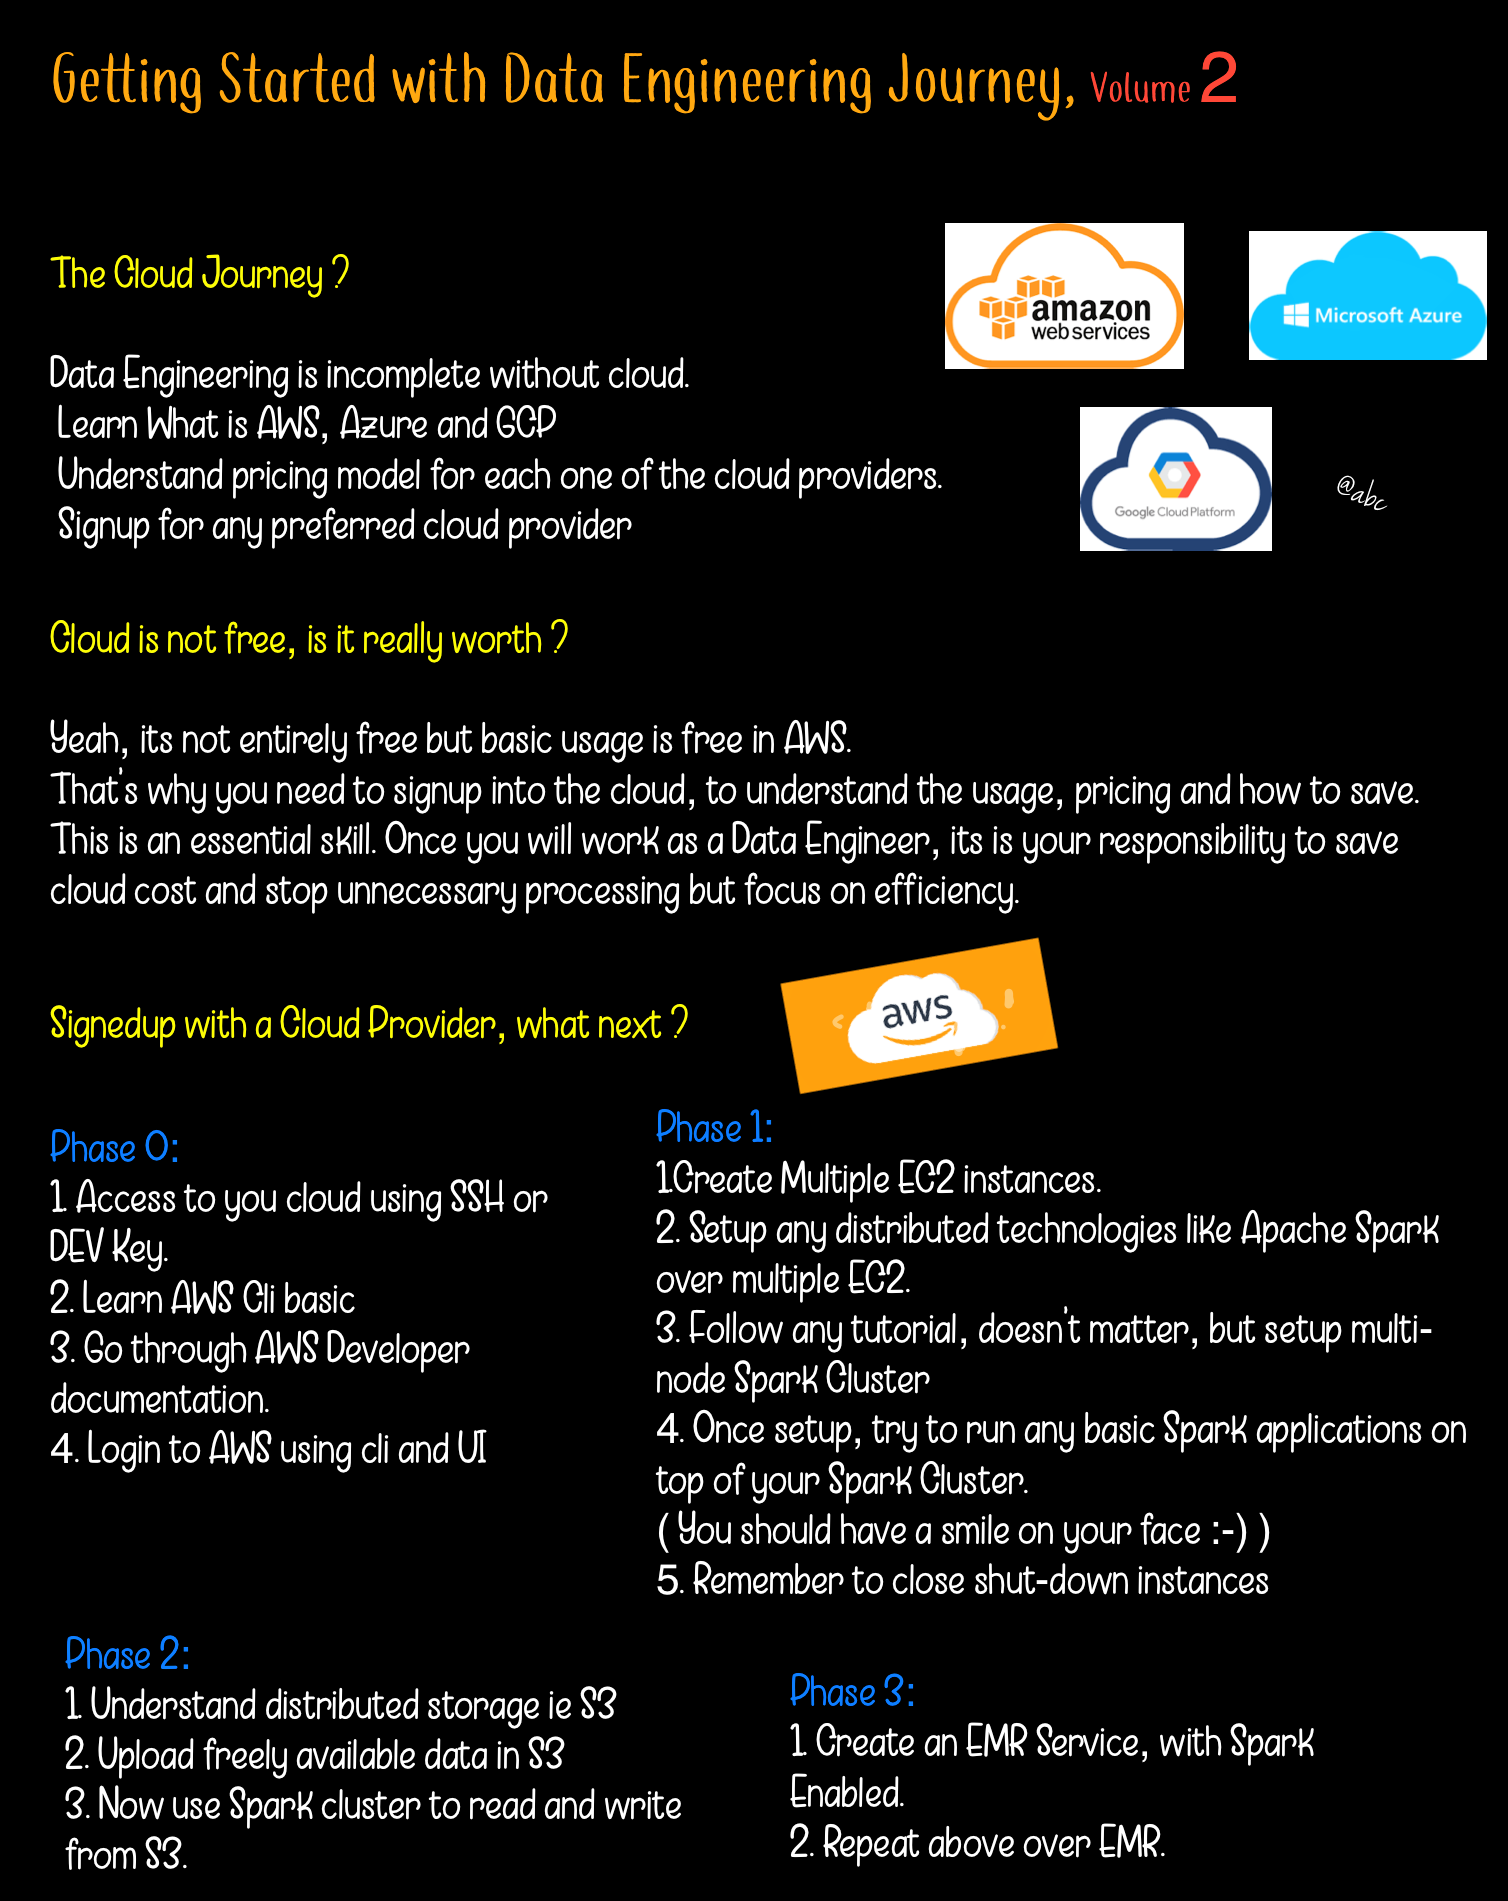 Getting Started with Data Engineering Journey, Volume 2
The Cloud Journey ?
amazon
web services
Microsoft Azure
Data Engineering is incomplete without cloud.
Learn What is AWS, Azure and GCP
Understand pricing model for each one of the cloud providers.
Signup for any preferred cloud provider
Google Cloud Platform
@abc
Cloud is not free, is it really worth ?
Yeah, its not entirely free but basic usage is free in AWS.
That's why you need to signup into the cloud, to understand the usage, pricing and how to save.
This is an essential skill. Once you will work as a Data Engineer, its is your responsibility to save
cloud cost and stop unnecessary processing but focus on efficiency.
Signedup with a Cloud Provider, what next ?
aws
Phase 0:
1. Access to you cloud using SSH or
DEV Key.
2. Learn AWS Cli basic
3. Go through AWS Developer
documentation.
4. Login to AWS using cli and UI
Phase 1:
1.Create Multiple EC2 instances.
2. Setup any distributed technologies like Apache Spark
over multiple EC2.
3. Follow any tutorial, doesn't matter, but setup multi-
node Spark Cluster
4. Once setup, try to run any basic Spark applications on
top of your Spark Cluster.
( You should have a smile on your face :-) )
5. Remember to close shut-down instances
Phase 2:
1. Understand distributed storage ie S3
2. Upload freely available data in S3
3. Now use Spark cluster to read and write
from S3.
Phase 3:
1. Create an EMR Service, with Spark
Enabled.
2. Repeat above over EMR.